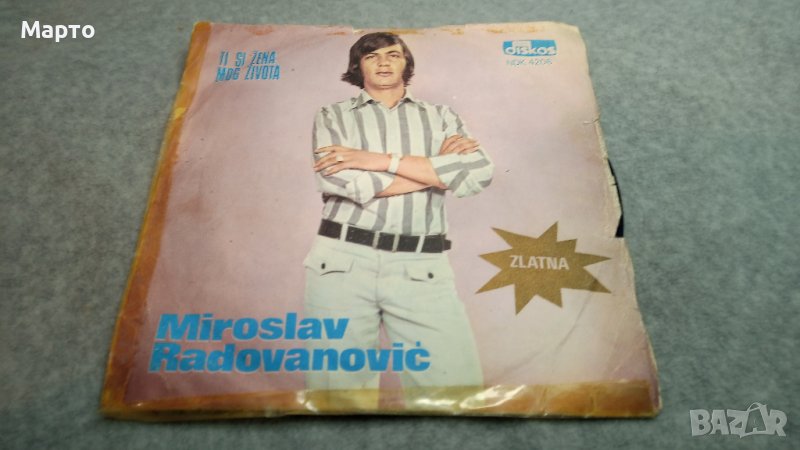 Марто
TI SI ŽENA
MOG ŽIVOTA
diskos
NDK 4206
ZLATNA
Miroslav
Radovanović
BAZAR